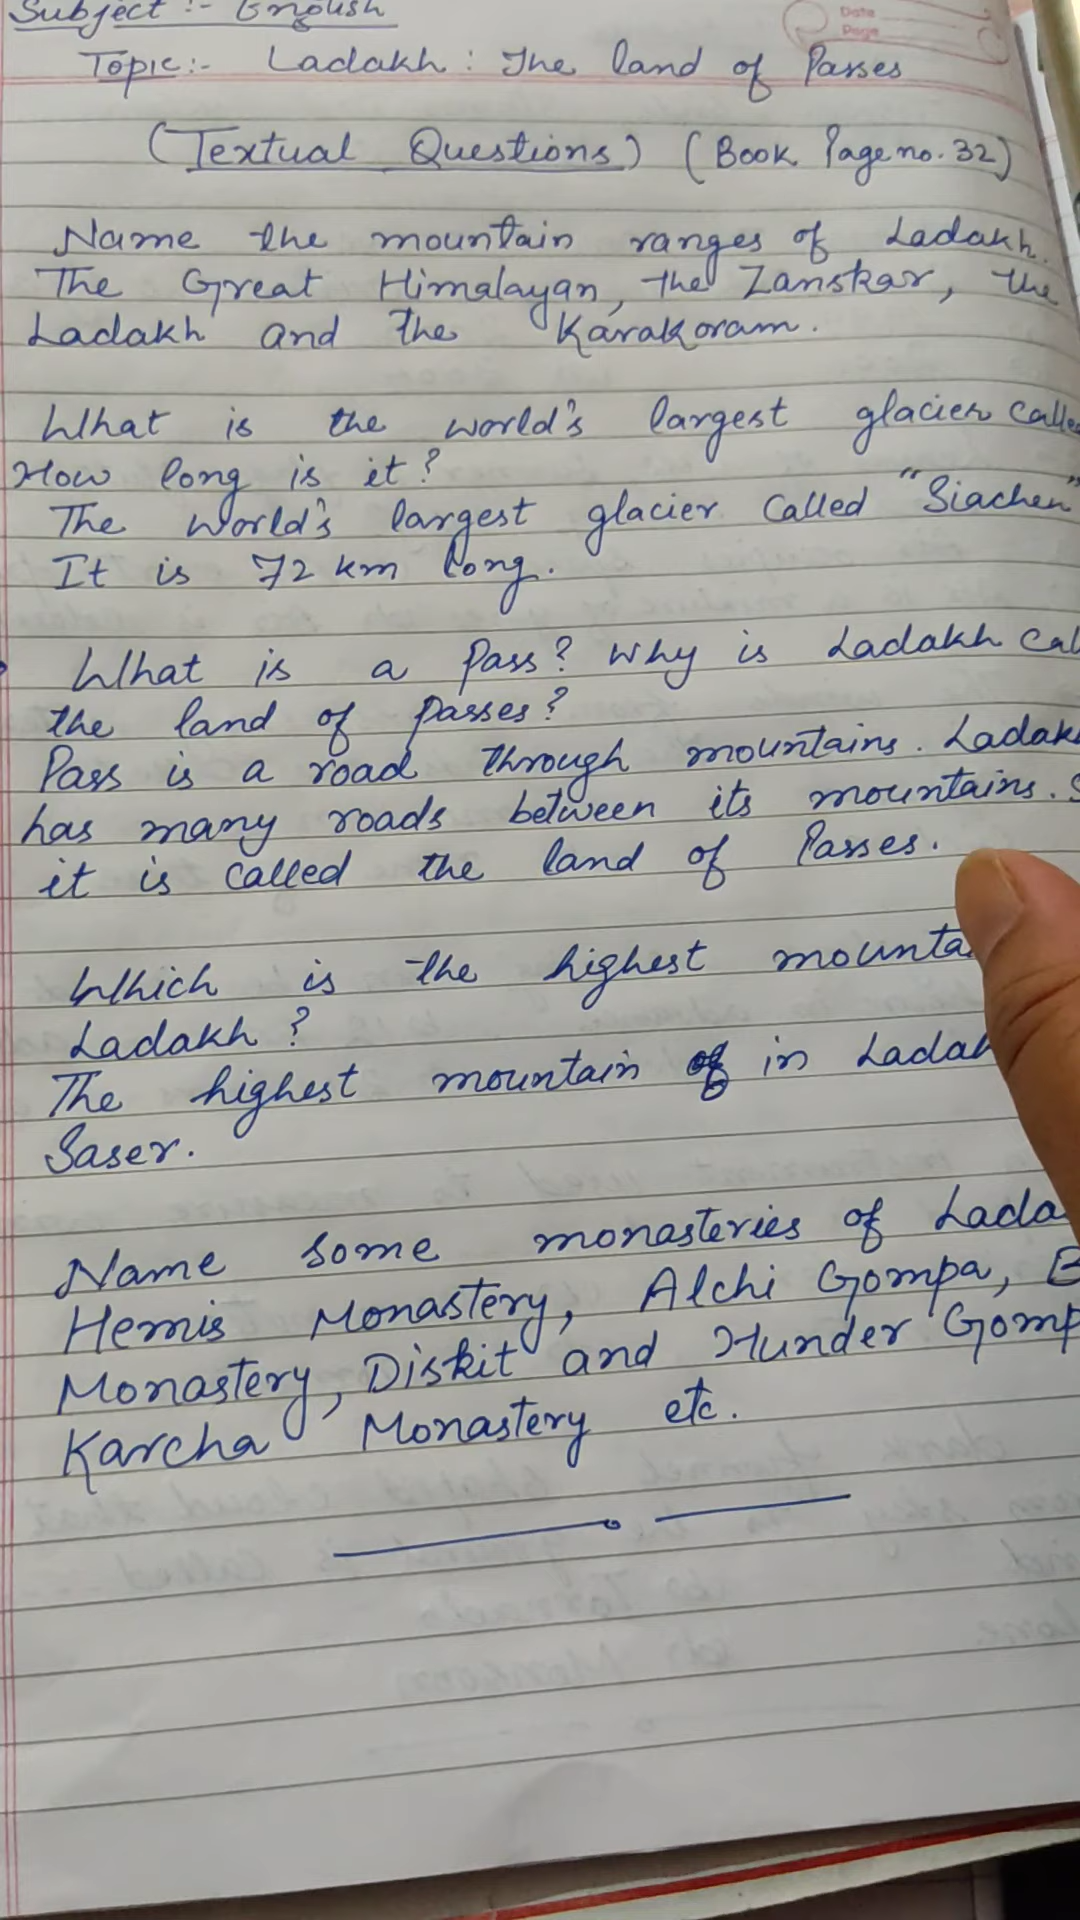 Subject :- English
Date
Page
Topic:- Ladakh : The land of Passes
(Textual Questions) (Book Page no. 32)
Name the mountain ranges of Ladakh.
The Great Himalayan, the Zanskar, the
Ladakh and the Karakoram.
What is the world's largest glacier Calle
How long is it?
The world's largest glacier Called "Siachen"
It is 72 km long.
What is a Pass? Why is Ladakh Cal
the land of Passes?
Pass is a road through mountains. Ladak
has many roads between its mountains. S
it is Called the land of Passes.
Which is the highest mounta
Ladakh ?
The highest mountain in Ladak
Saser.
Name some monasteries of Lada
Hemis Monastery, Alchi Gompa,
Monastery, Diskit and Hunder Gomp
Karcha Monastery etc.